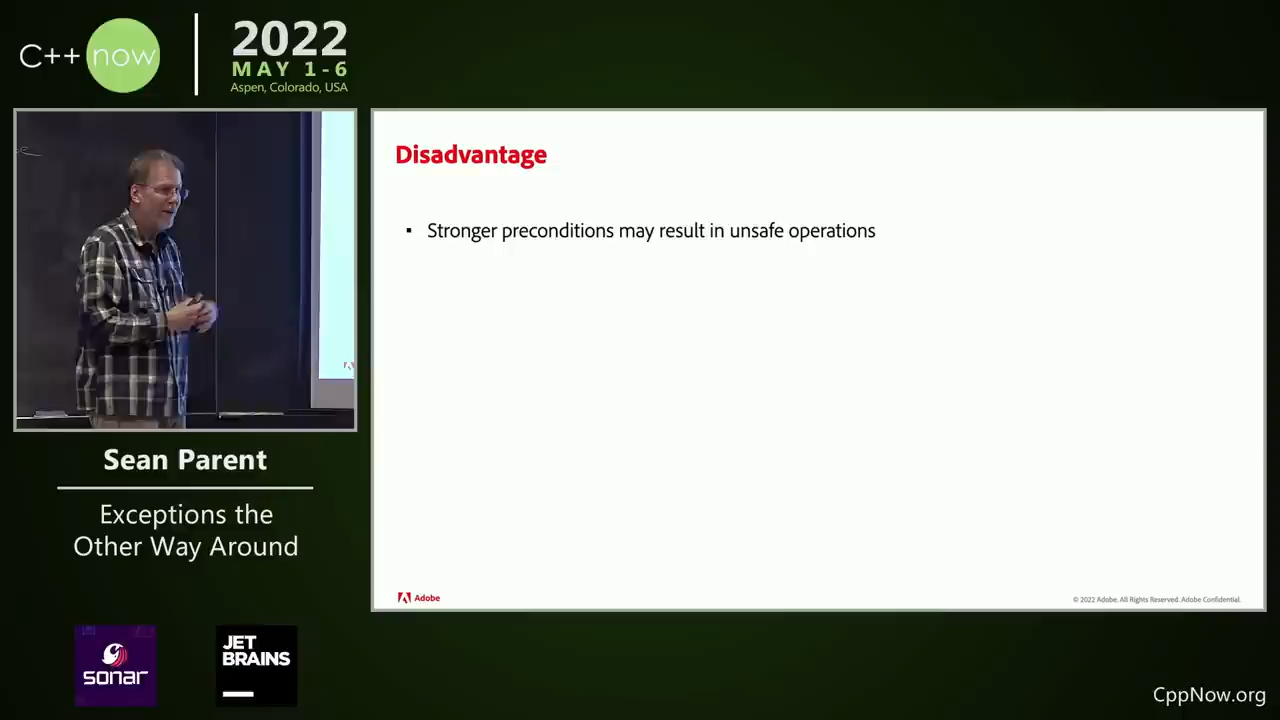 C++ now
2022
MAY 1-6
Aspen, Colorado, USA
Disadvantage
▪ Stronger preconditions may result in unsafe operations
Adobe
© 2022 Adobe. All Rights Reserved. Adobe Confidential.
Sean Parent
Exceptions the
Other Way Around
sonar
JET
BRAINS
CppNow.org